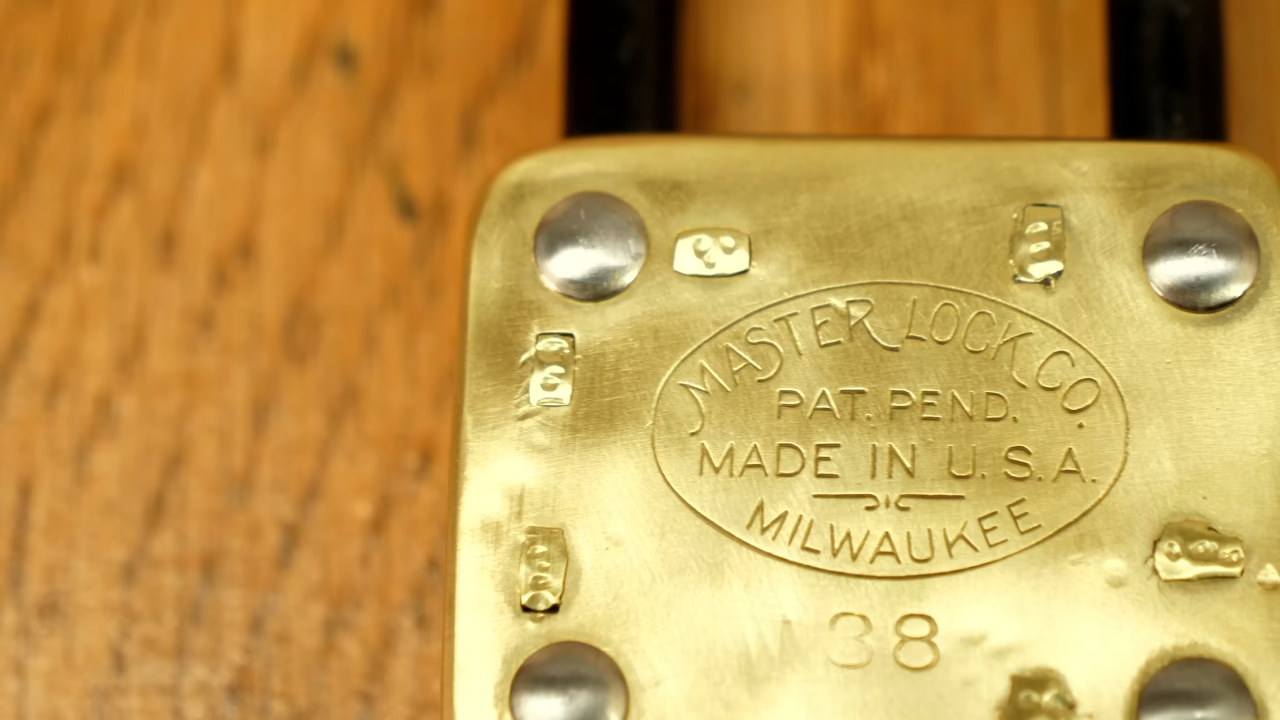 MASTER LOCK CO.
PAT. PEND.
MADE IN U.S.A.
MILWAUKEE
38